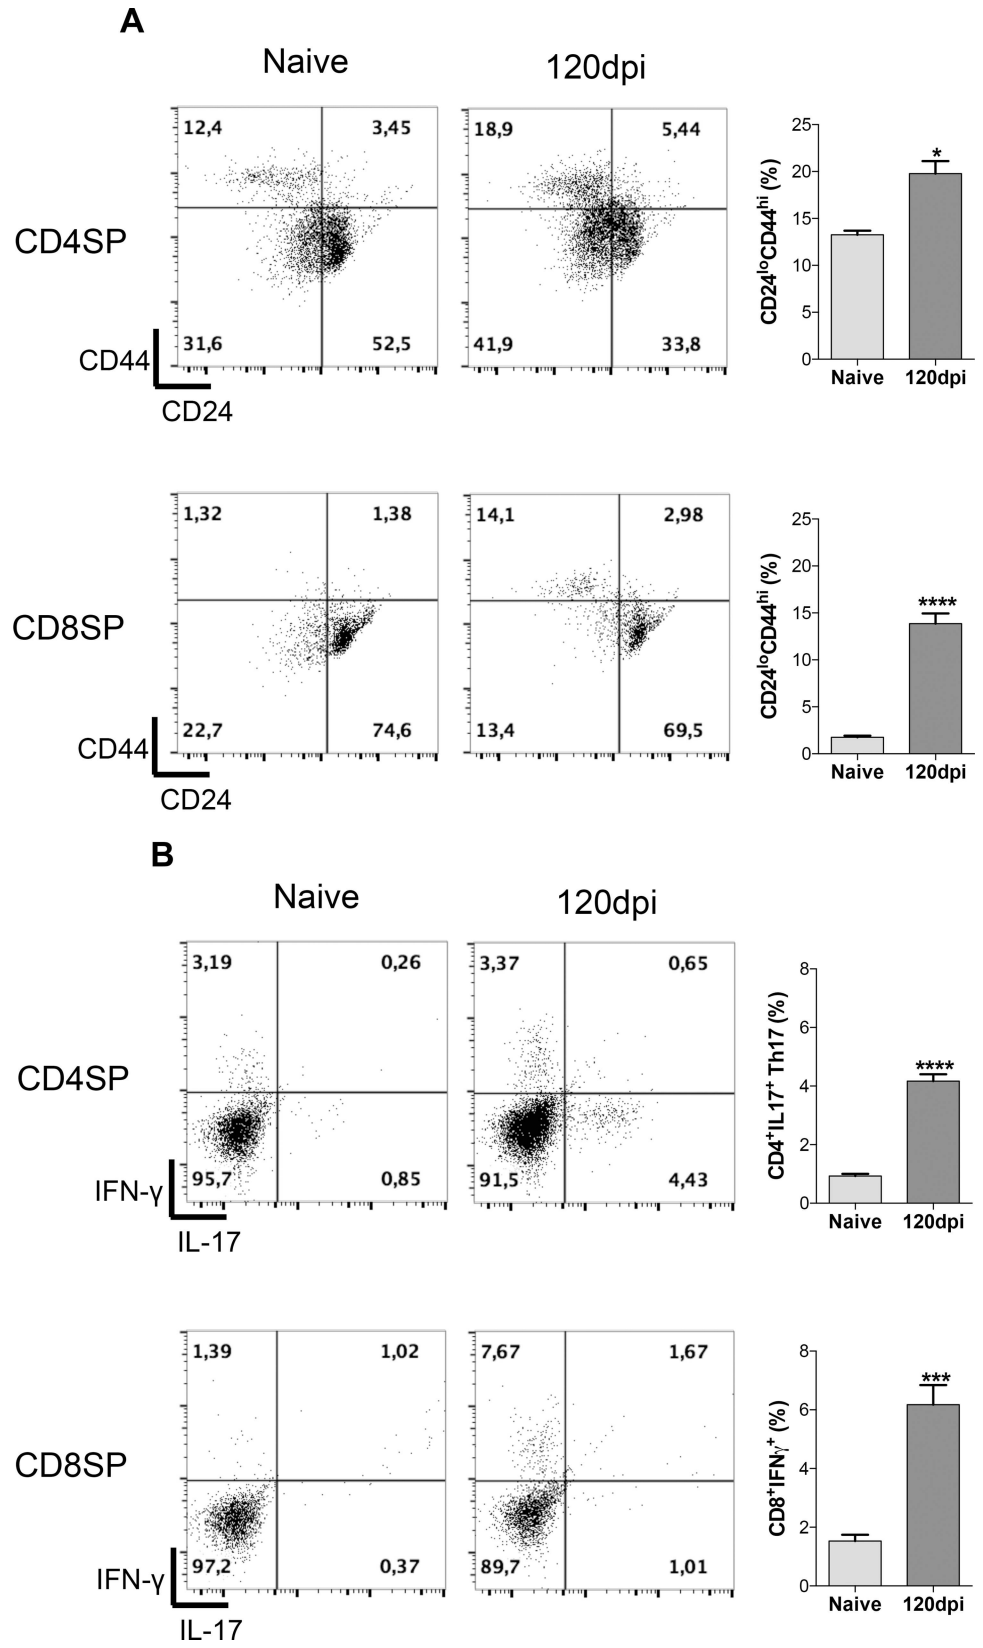 A
Naive
120dpi
CD4SP
12,4
3,45
31,6
52,5
18,9
5,44
41,9
33,8
CD44
CD24
CD24loCD44hi (%)
25
20
15
10
5
0
*
Naive
120dpi
CD8SP
1,32
1,38
22,7
74,6
14,1
2,98
13,4
69,5
CD44
CD24
CD24loCD44hi (%)
25
20
15
10
5
0
****
Naive
120dpi
B
Naive
120dpi
CD4SP
3,19
0,26
95,7
0,85
3,37
0,65
91,5
4,43
IFN-γ
IL-17
CD4+IL17+ Th17 (%)
8
6
4
2
0
****
Naive
120dpi
CD8SP
1,39
1,02
97,2
0,37
7,67
1,67
89,7
1,01
IFN-γ
IL-17
CD8+IFNγ+ (%)
8
6
4
2
0
***
Naive
120dpi